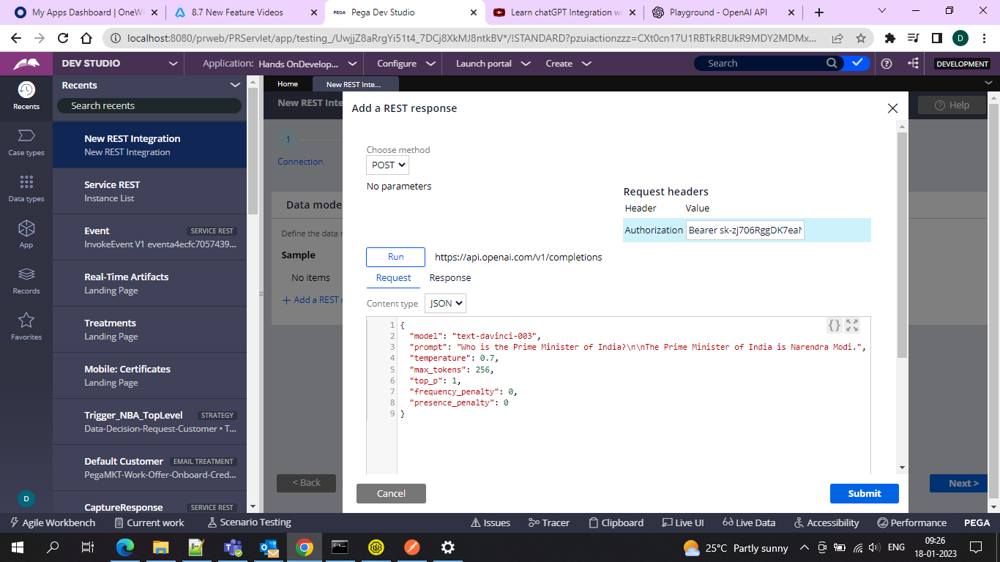 My Apps Dashboard | OneW
8.7 New Feature Videos
PEGA Pega Dev Studio
Learn chatGPT Integration w
Playground - OpenAI API
localhost:8080/prweb/PRServlet/app/testing_/UwjjZ8aRrgYi51t4_7DCj8XkMJ8ntkBV*/!STANDARD?pzuiactionzzz=CXt0cn17U1RBTkRBUkR9MDY2MDMx...
D
DEV STUDIO
Application: Hands OnDevelop...
Configure
Launch portal
Create
Search
DEVELOPMENT
Recents
Case types
Data types
App
Records
Favorites
D
Recents
Search recents
New REST Integration
New REST Integration
Service REST
Instance List
Event SERVICE REST
InvokeEvent V1 eventa4ecfc7057439...
Real-Time Artifacts
Landing Page
Treatments
Landing Page
Mobile: Certificates
Landing Page
Trigger_NBA_TopLevel STRATEGY
Data-Decision-Request-Customer • T...
Default Customer EMAIL TREATMENT
PegaMKT-Work-Offer-Onboard-Cred...
CaptureResponse SERVICE REST
Home
New REST Inte...
New REST Inte
Help
1
Connection
Data mode
Define the data r
Sample
No items
+ Add a REST r
< Back
Next >
Add a REST response
Choose method
POST
No parameters
Request headers
Header Value
Authorization Bearer sk-zj706RggDK7eal
Run https://api.openai.com/v1/completions
Request Response
Content type JSON
1 {
2 "model": "text-davinci-003",
3 "prompt": "Who is the Prime Minister of India?\n\nThe Prime Minister of India is Narendra Modi.",
4 "temperature": 0.7,
5 "max_tokens": 256,
6 "top_p": 1,
7 "frequency_penalty": 0,
8 "presence_penalty": 0
9 }
Cancel
Submit
Agile Workbench
Current work
Scenario Testing
Issues
Tracer
Clipboard
Live UI
Live Data
Accessibility
Performance
PEGA
25°C Partly sunny
ENG
09:26
18-01-2023